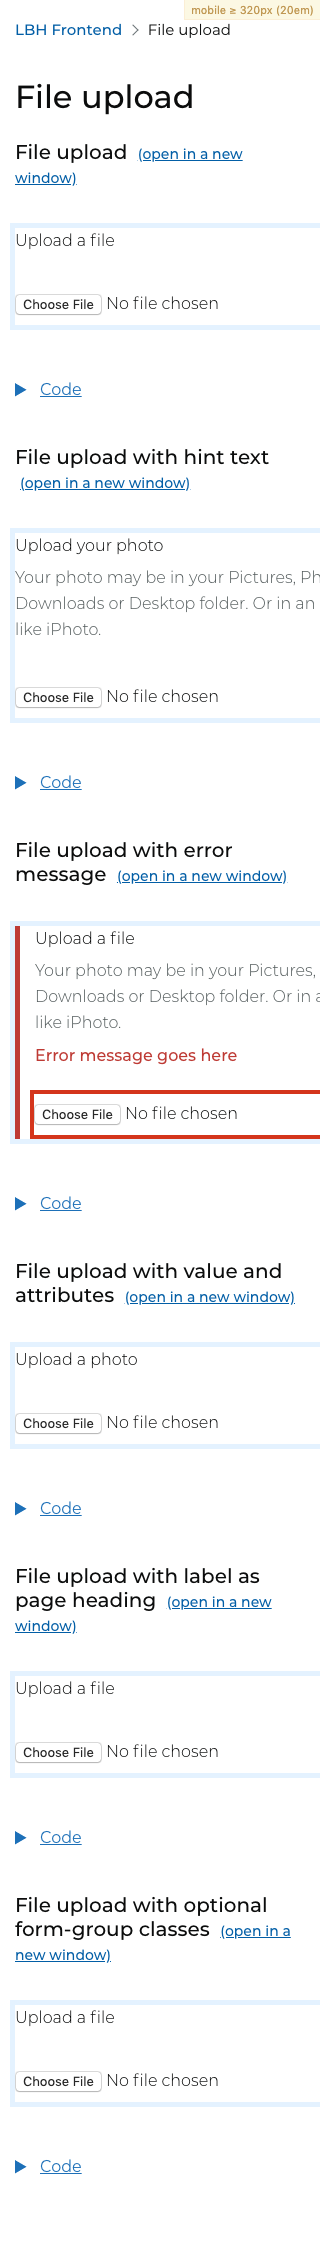 mobile ≥ 320px (20em)
LBH Frontend > File upload
File upload
File upload (open in a new
window)
Upload a file
Choose File No file chosen
Code
File upload with hint text
(open in a new window)
Upload your photo
Your photo may be in your Pictures, Ph
Downloads or Desktop folder. Or in an
like iPhoto.
Choose File No file chosen
Code
File upload with error
message (open in a new window)
Upload a file
Your photo may be in your Pictures,
Downloads or Desktop folder. Or in a
like iPhoto.
Error message goes here
Choose File No file chosen
Code
File upload with value and
attributes (open in a new window)
Upload a photo
Choose File No file chosen
Code
File upload with label as
page heading (open in a new
window)
Upload a file
Choose File No file chosen
Code
File upload with optional
form-group classes (open in a
new window)
Upload a file
Choose File No file chosen
Code